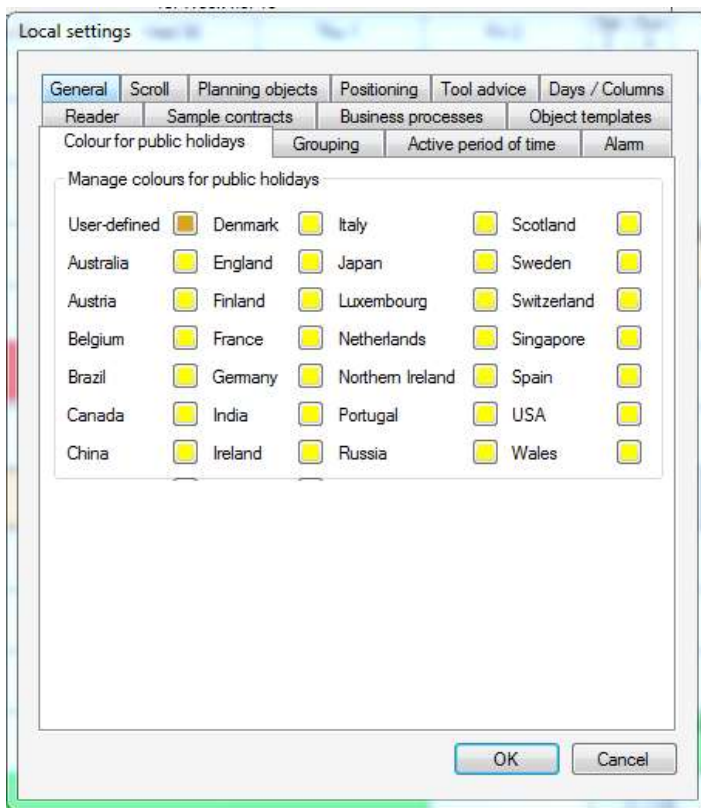 Local settings
General Scroll Planning objects Positioning Tool advice Days / Columns
Reader Sample contracts Business processes Object templates
Colour for public holidays Grouping Active period of time Alarm
Manage colours for public holidays
User-defined Denmark Italy Scotland
Australia England Japan Sweden
Austria Finland Luxembourg Switzerland
Belgium France Netherlands Singapore
Brazil Germany Northern Ireland Spain
Canada India Portugal USA
China Ireland Russia Wales
OK Cancel